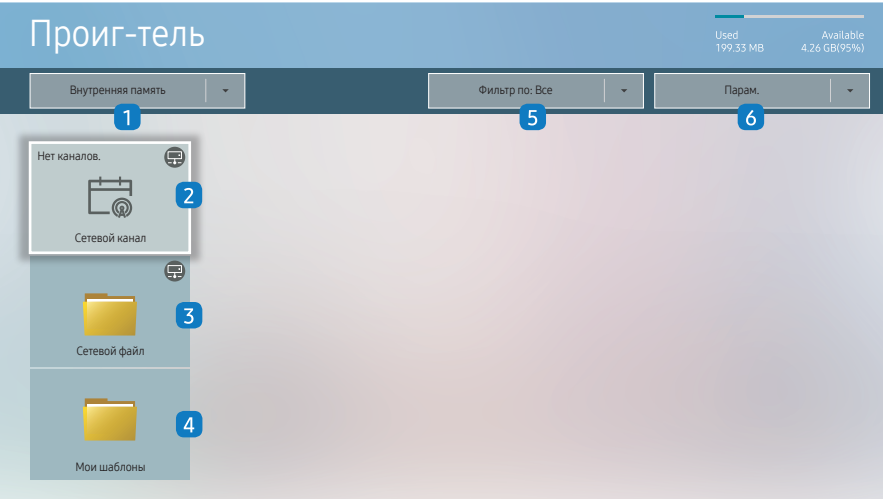 Проиг-тель
Used Available
199.33 MB 4.26 GB(95%)
Внутренняя память
Фильтр по: Все
Парам.
1
5
6
Нет каналов.
2
Сетевой канал
3
Сетевой файл
4
Мои шаблоны